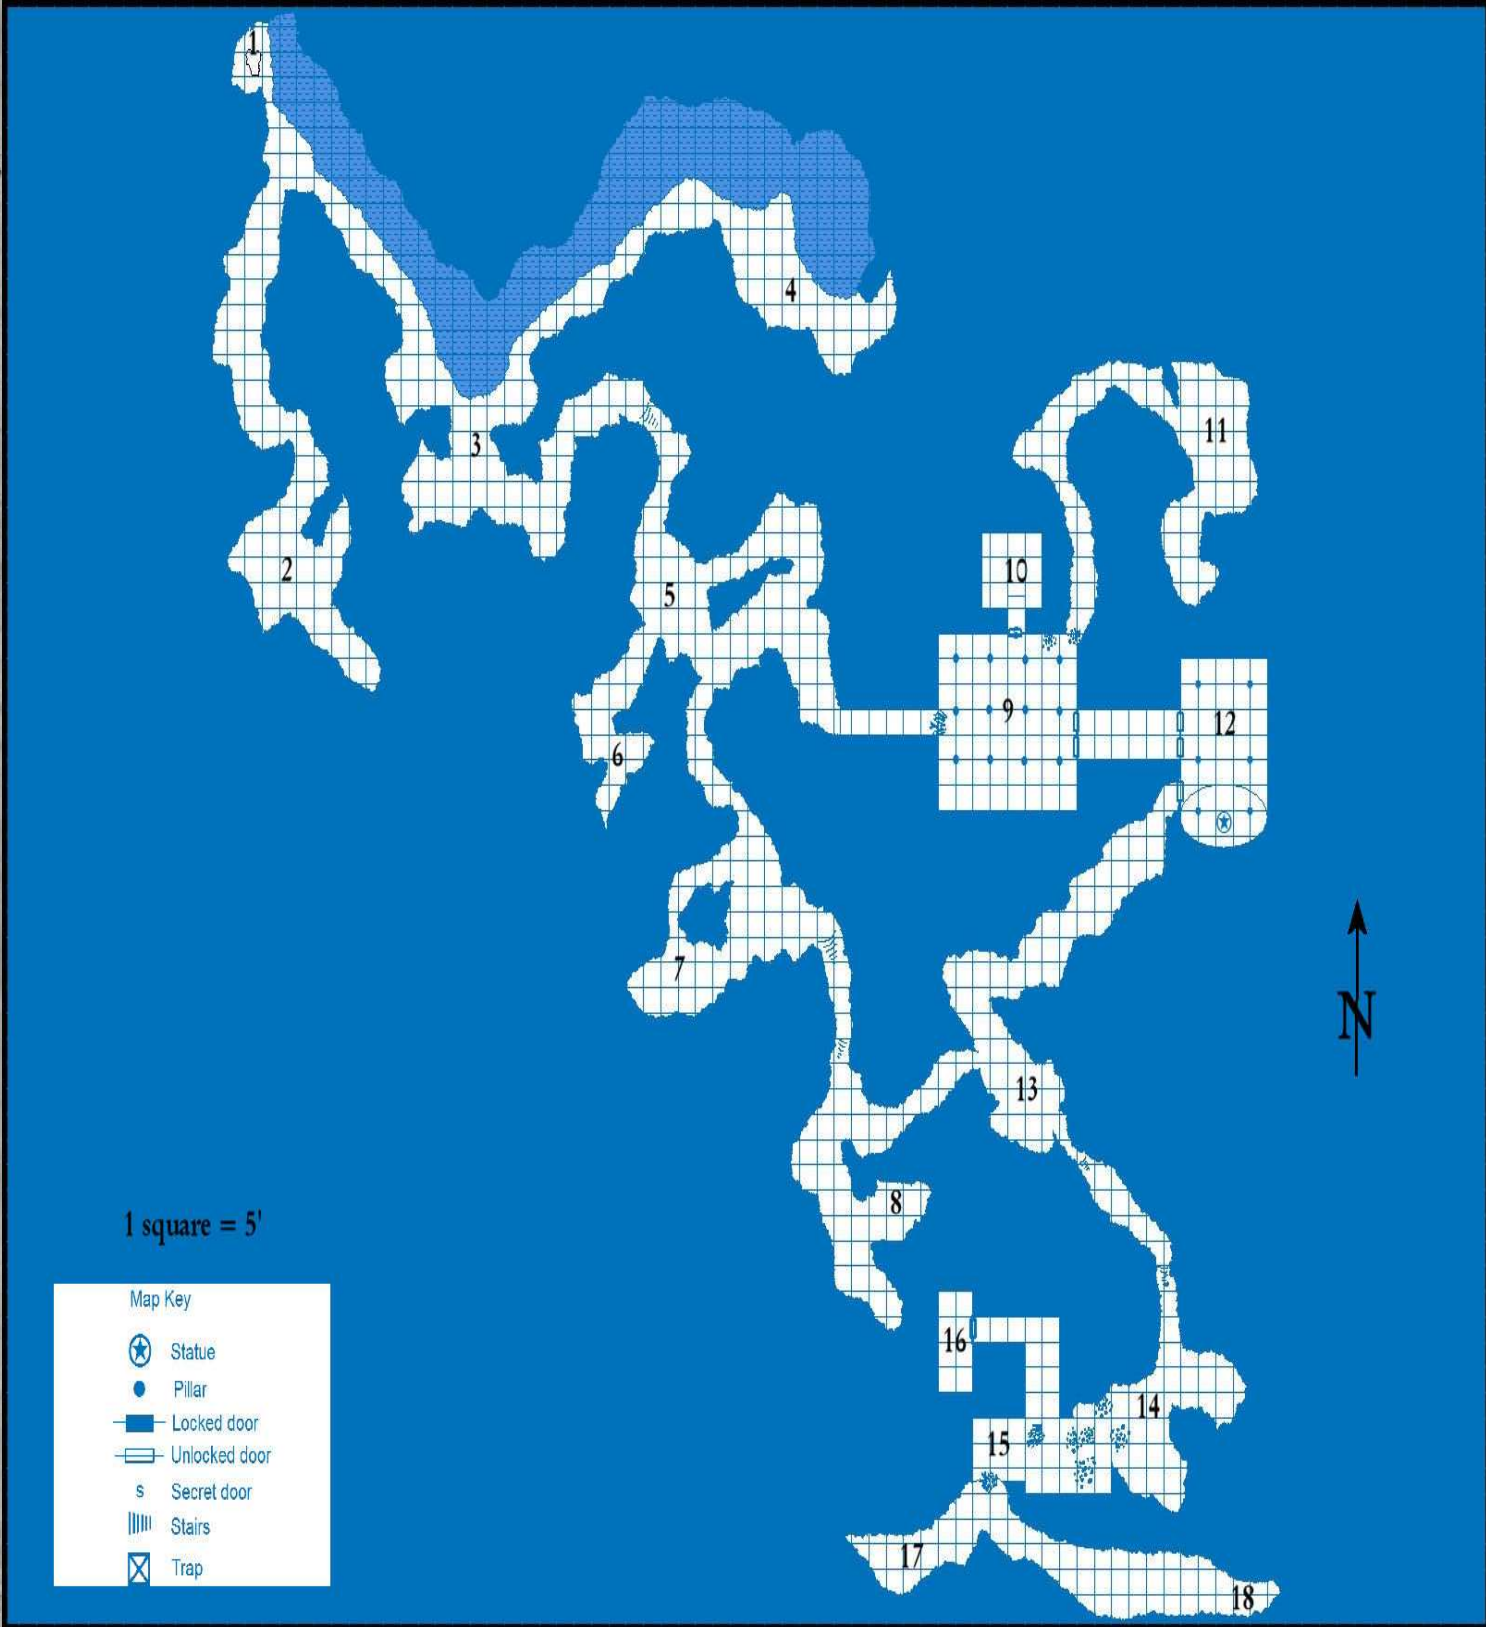 1
4
11
3
10
2
5
9
12
6
7
N
13
8
1 square = 5'
Map Key
16
Statue
Pillar
14
Locked door
15
Unlocked door
s Secret door
Stairs
17
Trap
18